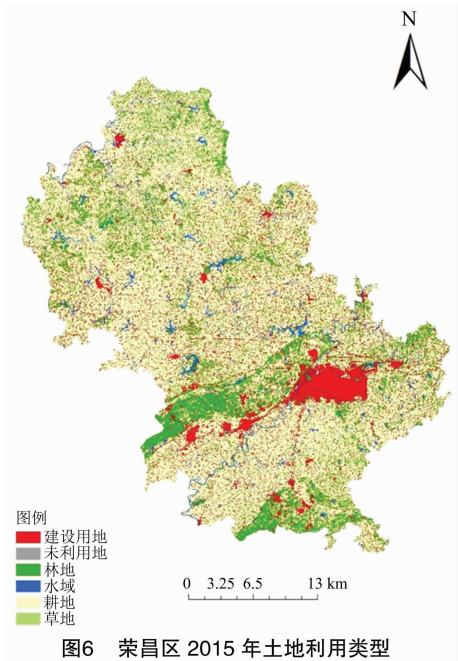 N
图例
建设用地
未利用地
林地
水域
耕地
草地
0 3.25 6.5 13 km
图6 荣昌区 2015 年土地利用类型